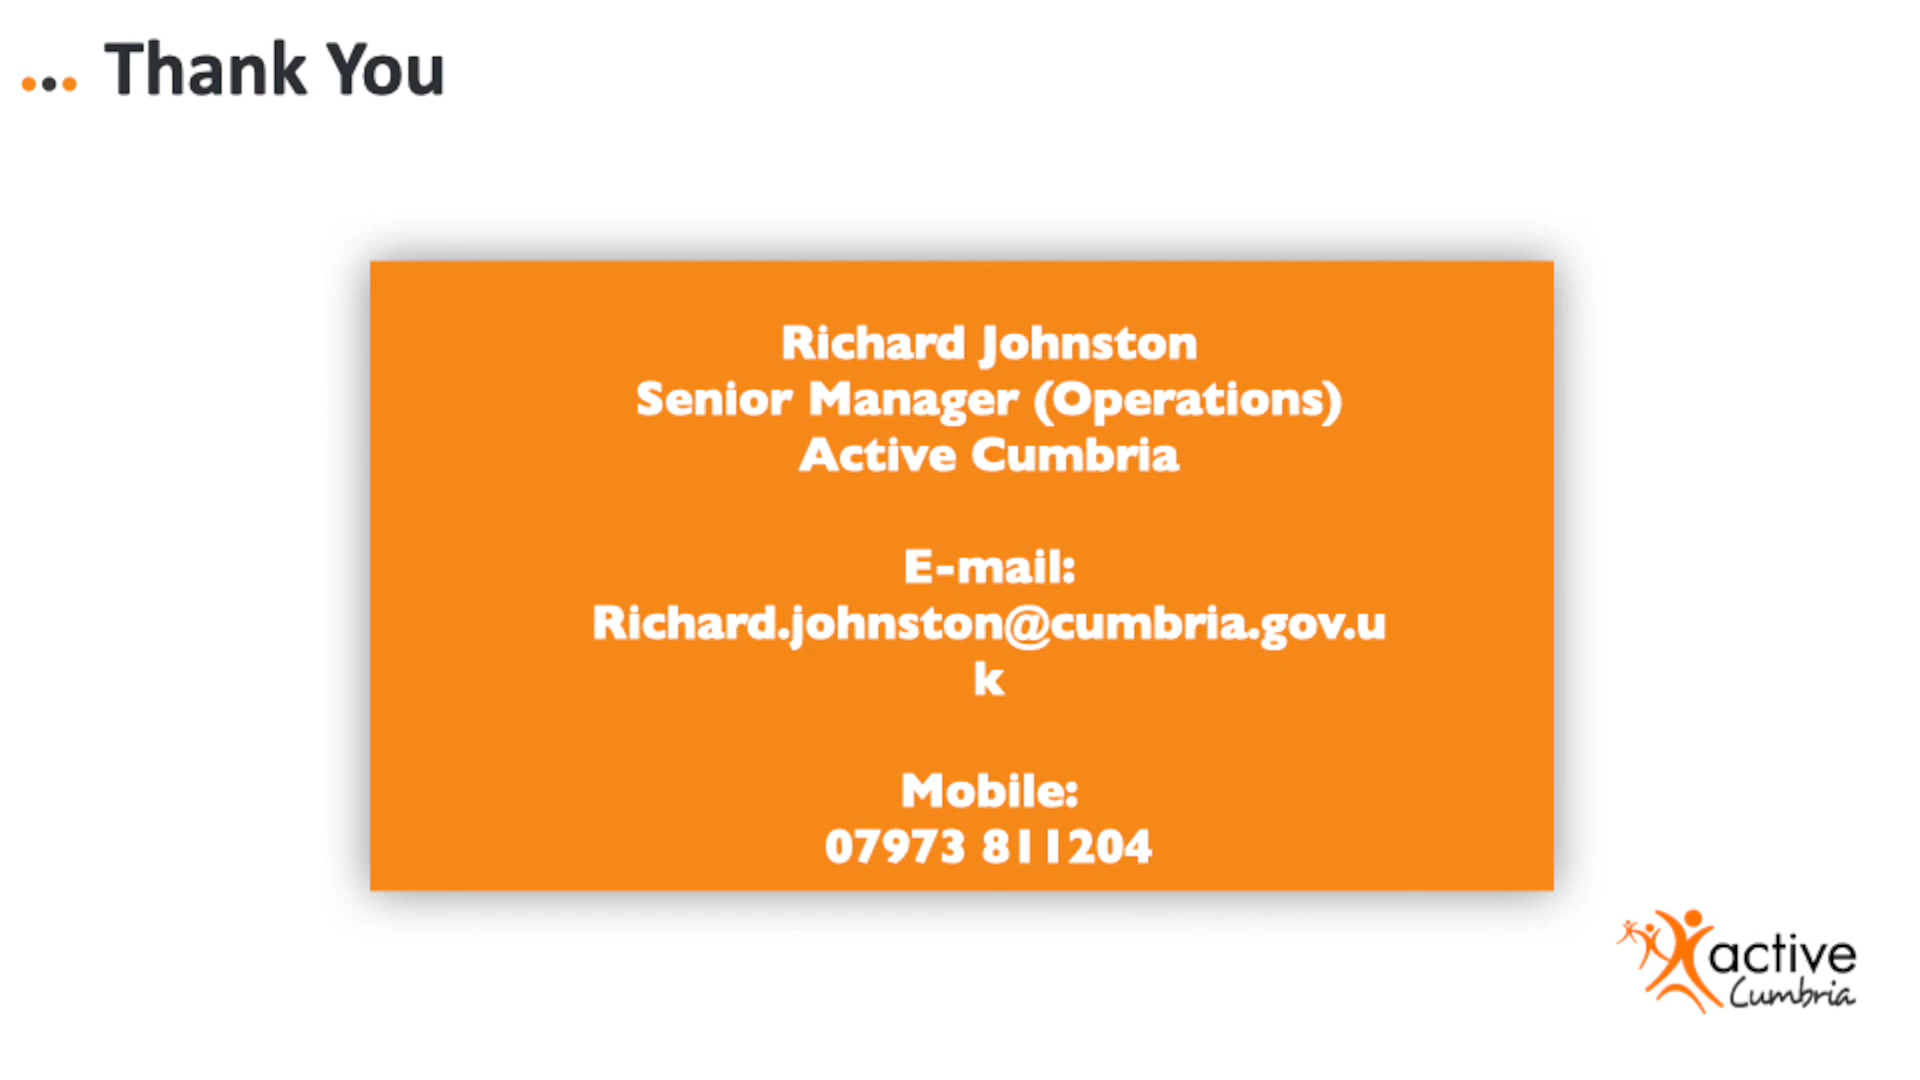 Thank You
Richard Johnston
Senior Manager (Operations)
Active Cumbria
E-mail:
Richard.johnston@cumbria.gov.u
k
Mobile:
07973 811204
active
Cumbria